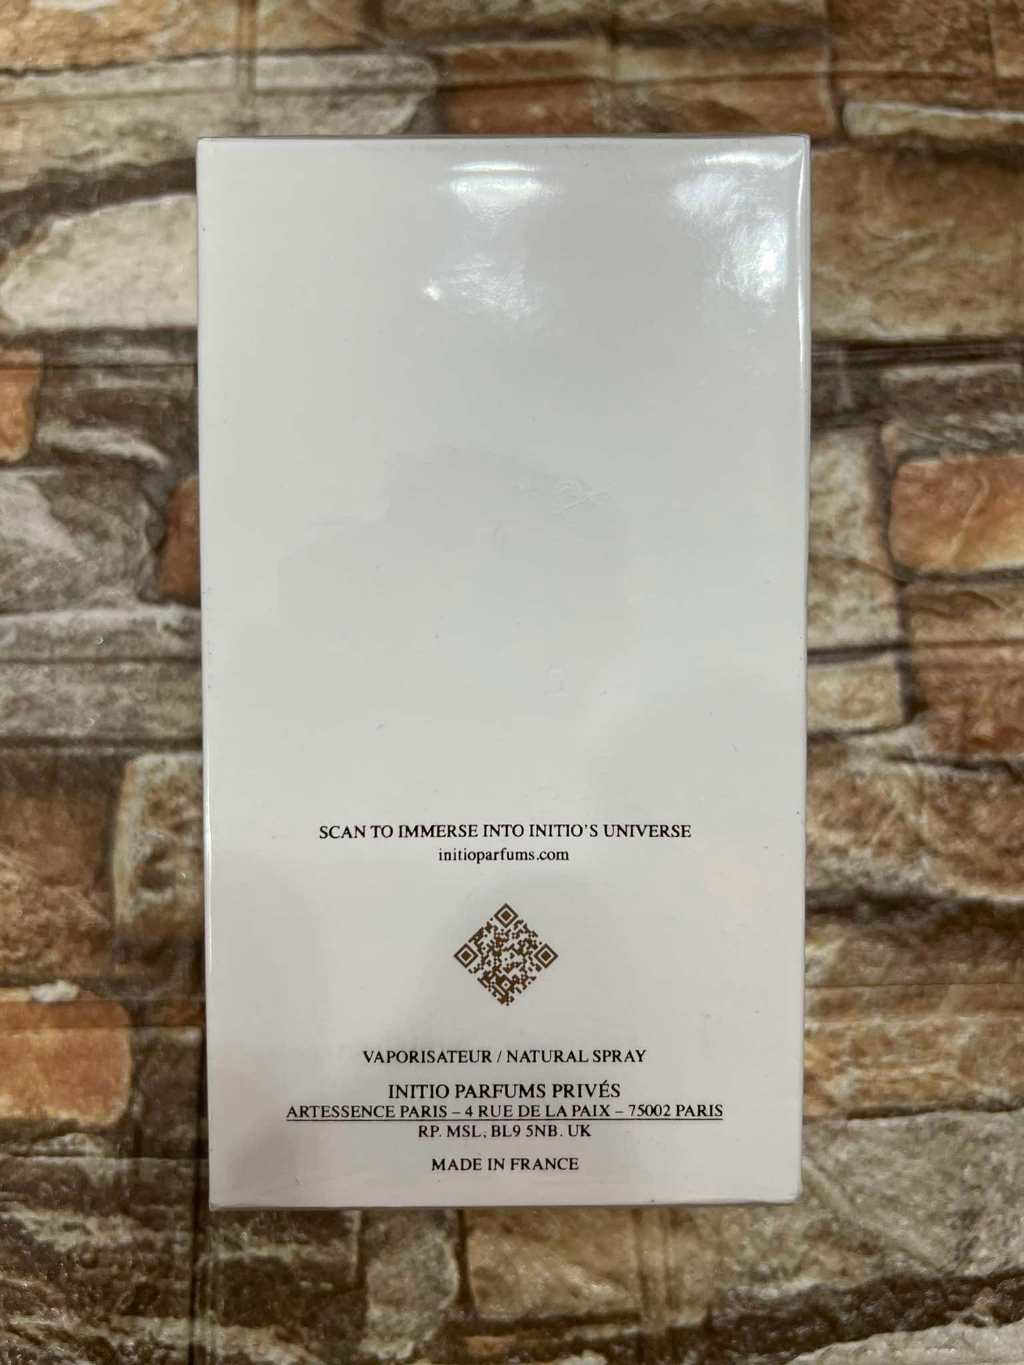 SCAN TO IMMERSE INTO INITIO'S UNIVERSE
initioparfums.com
VAPORISATEUR / NATURAL SPRAY
INITIO PARFUMS PRIVÉS
ARTESSENCE PARIS – 4 RUE DE LA PAIX – 75002 PARIS
RP. MSL, BL9 5NB. UK
MADE IN FRANCE